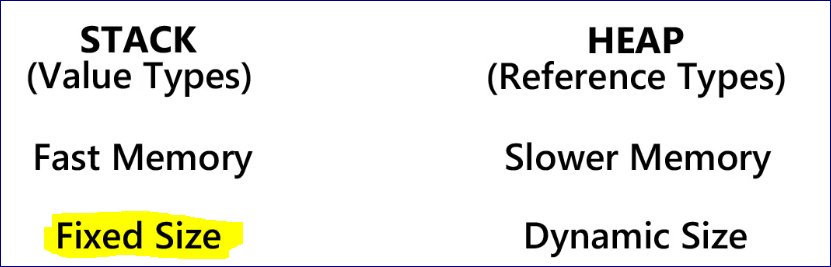 STACK
(Value Types)
HEAP
(Reference Types)
Fast Memory
Slower Memory
Fixed Size
Dynamic Size